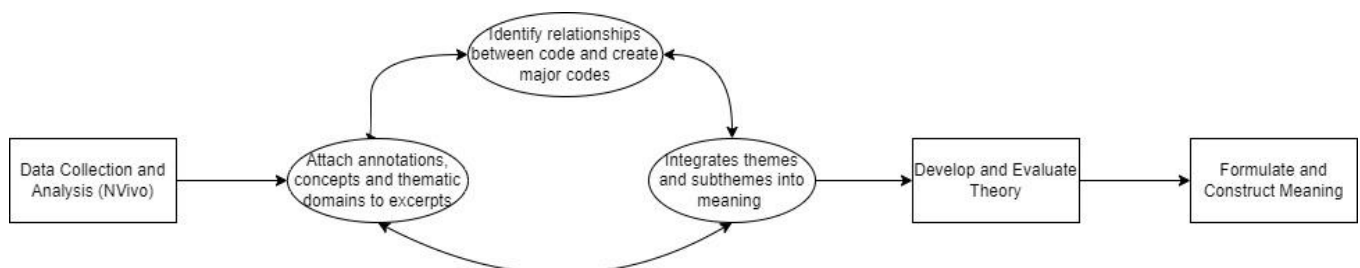 Identify relationships
between code and create
major codes
Data Collection and
Analysis (NVivo)
Attach annotations,
concepts and thematic
domains to excerpts
Integrates themes
and subthemes into
meaning
Develop and Evaluate
Theory
Formulate and
Construct Meaning